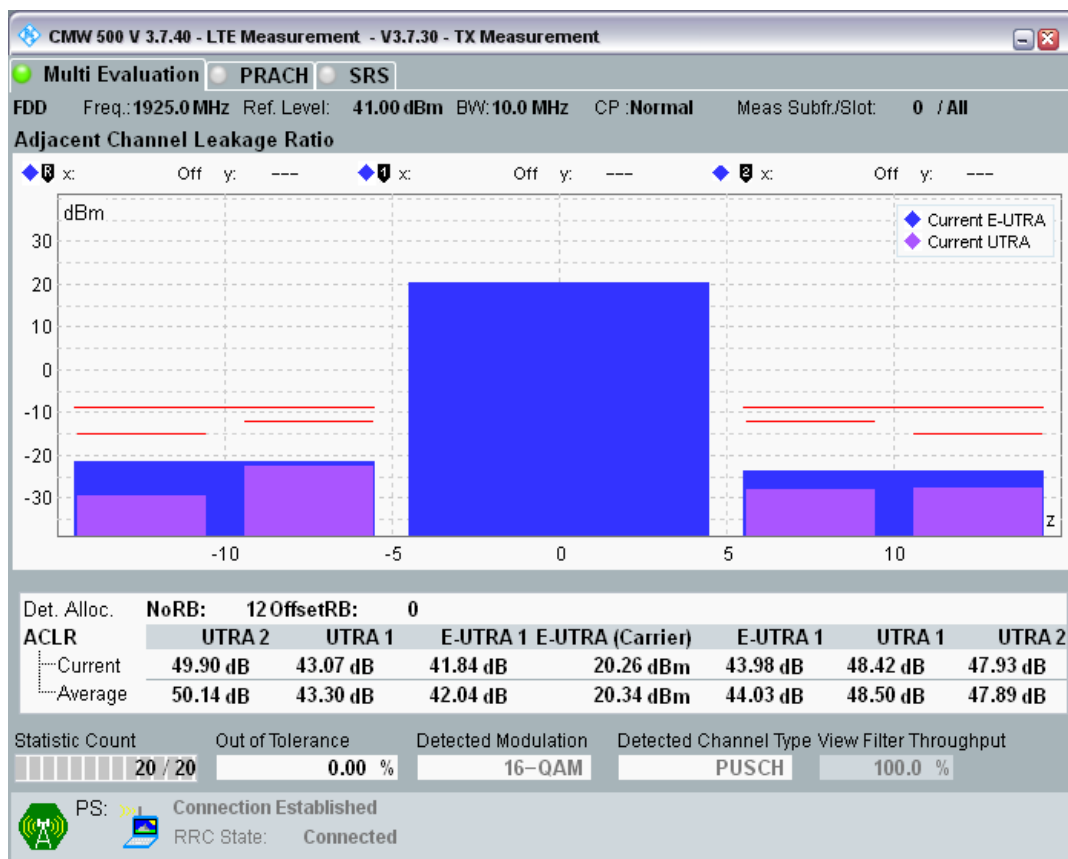 CMW 500 V 3.7.40 - LTE Measurement - V3.7.30 - TX Measurement
Multi Evaluation PRACH SRS
FDD Freq.: 1925.0 MHz Ref. Level: 41.00 dBm BW: 10.0 MHz CP :Normal Meas Subfr./Slot: 0 / All
Adjacent Channel Leakage Ratio
R x: Off y: --- 1 x: Off y: --- 2 x: Off y: ---
dBm
Current E-UTRA
Current UTRA
30
20
10
0
-10
-20
-30
z
-10 -5 0 5 10
Det. Alloc. NoRB: 12 OffsetRB: 0
ACLR UTRA 2 UTRA 1 E-UTRA 1 E-UTRA (Carrier) E-UTRA 1 UTRA 1 UTRA 2
Current 49.90 dB 43.07 dB 41.84 dB 20.26 dBm 43.98 dB 48.42 dB 47.93 dB
Average 50.14 dB 43.30 dB 42.04 dB 20.34 dBm 44.03 dB 48.50 dB 47.89 dB
Statistic Count Out of Tolerance Detected Modulation Detected Channel Type View Filter Throughput
20 / 20 0.00 % 16-QAM PUSCH 100.0 %
PS: Connection Established
RRC State: Connected